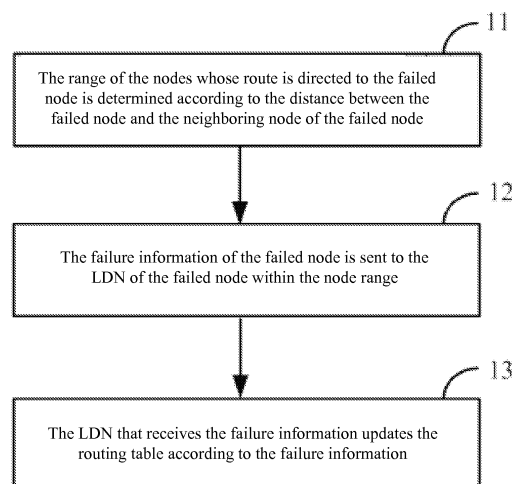 11
The range of the nodes whose route is directed to the failed
node is determined according to the distance between the
failed node and the neighboring node of the failed node
12
The failure information of the failed node is sent to the
LDN of the failed node within the node range
13
The LDN that receives the failure information updates the
routing table according to the failure information